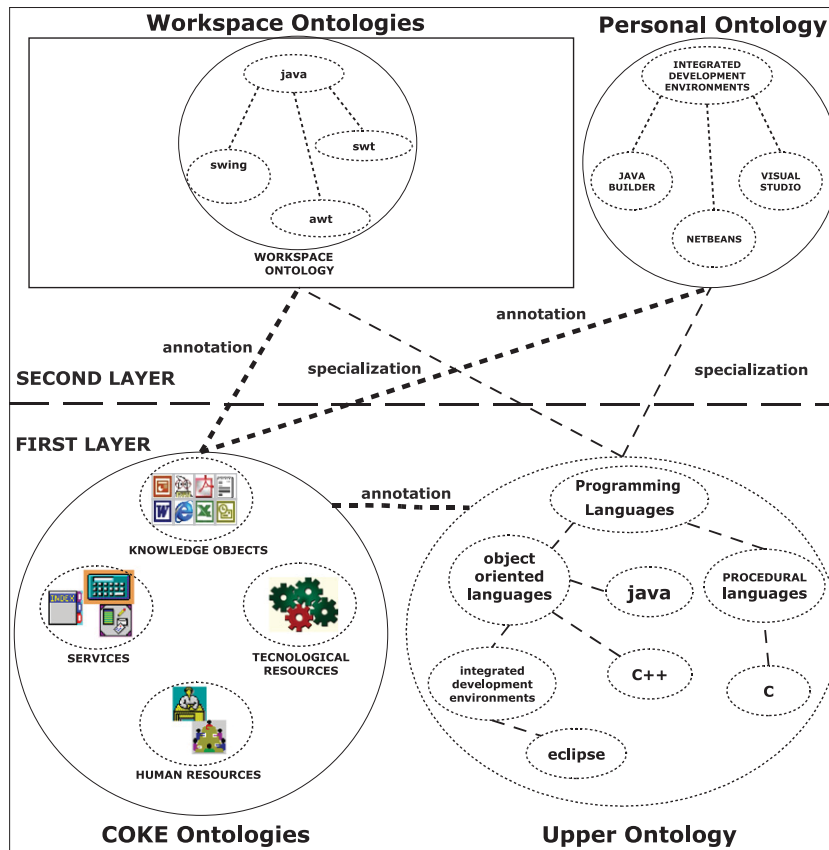 Workspace Ontologies
Personal Ontology
java
swing
swt
awt
WORKSPACE
ONTOLOGY
INTEGRATED
DEVELOPMENT
ENVIRONMENTS
JAVA
BUILDER
VISUAL
STUDIO
NETBEANS
annotation
annotation
specialization
specialization
SECOND LAYER
FIRST LAYER
annotation
W
KNOWLEDGE OBJECTS
INDEX
SERVICES
TECNOLOGICAL
RESOURCES
HUMAN RESOURCES
Programming
Languages
object
oriented
languages
java
PROCEDURAL
languages
integrated
development
environments
C++
C
eclipse
COKE Ontologies
Upper Ontology